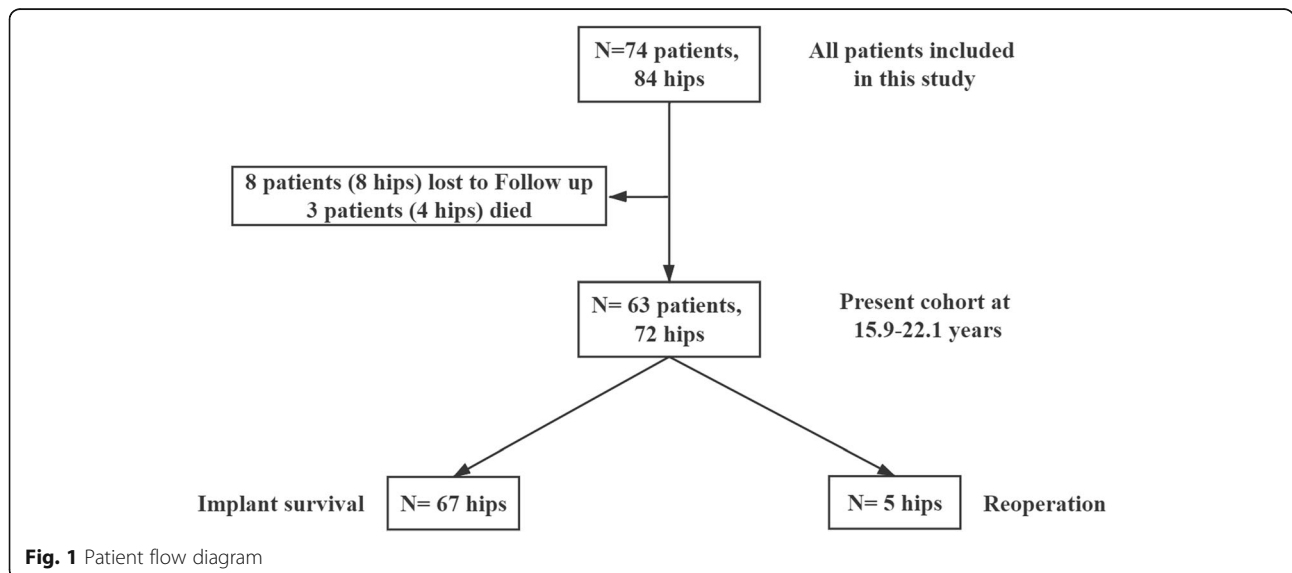 N=74 patients,
84 hips
All patients included
in this study
8 patients (8 hips) lost to Follow up
3 patients (4 hips) died
N= 63 patients,
72 hips
Present cohort at
15.9-22.1 years
Implant survival
N= 67 hips
N= 5 hips
Reoperation
Fig. 1 Patient flow diagram